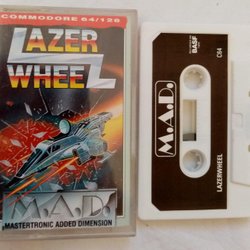 COMMODORE 64/128
LAZER
WHEEL
M.A.D.
MASTERTRONIC ADDED DIMENSION
BASF
C64
M.A.D.
LAZERWHEEL